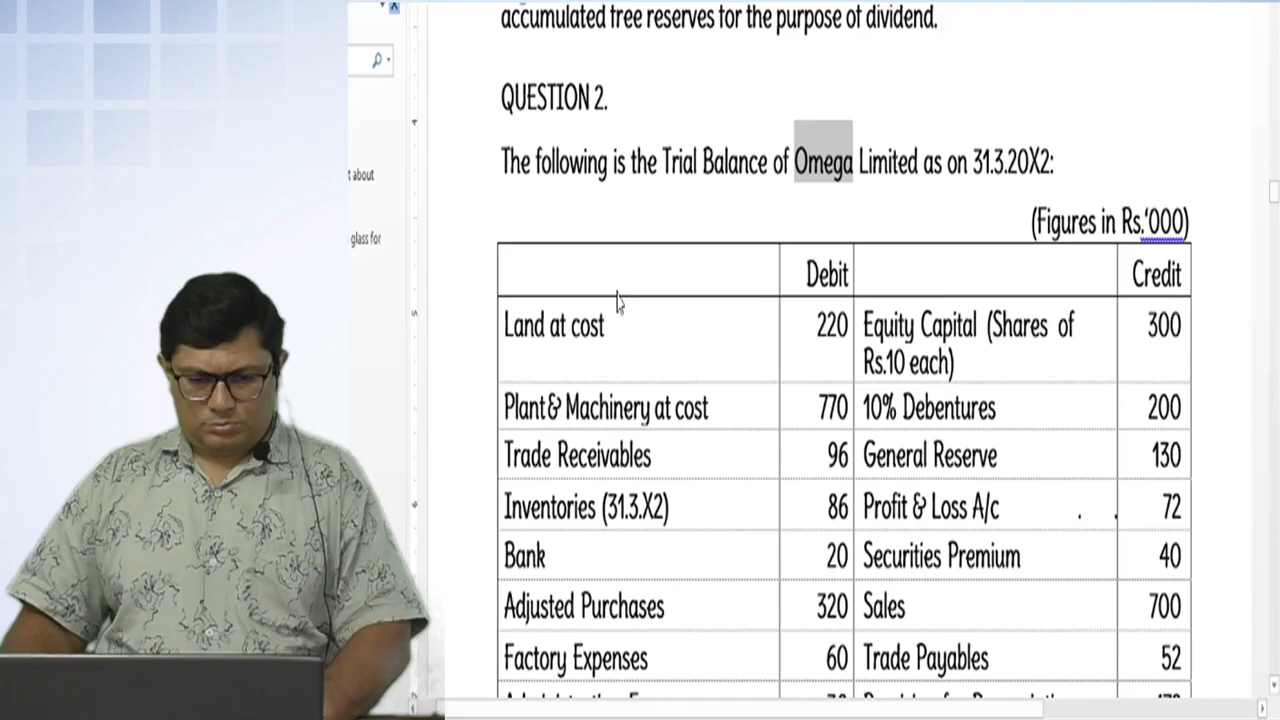 accumulated free reserves for the purpose of dividend.
t about
glass for
QUESTION 2.
The following is the Trial Balance of Omega Limited as on 31.3.20X2:
(Figures in Rs.'000)
Debit Credit
Land at cost 220 Equity Capital (Shares of
Rs.10 each) 300
Plant& Machinery at cost 770 10% Debentures 200
Trade Receivables 96 General Reserve 130
Inventories (31.3.X2) 86 Profit & Loss A/c . . 72
Bank 20 Securities Premium 40
Adjusted Purchases 320 Sales 700
Factory Expenses 60 Trade Payables 52